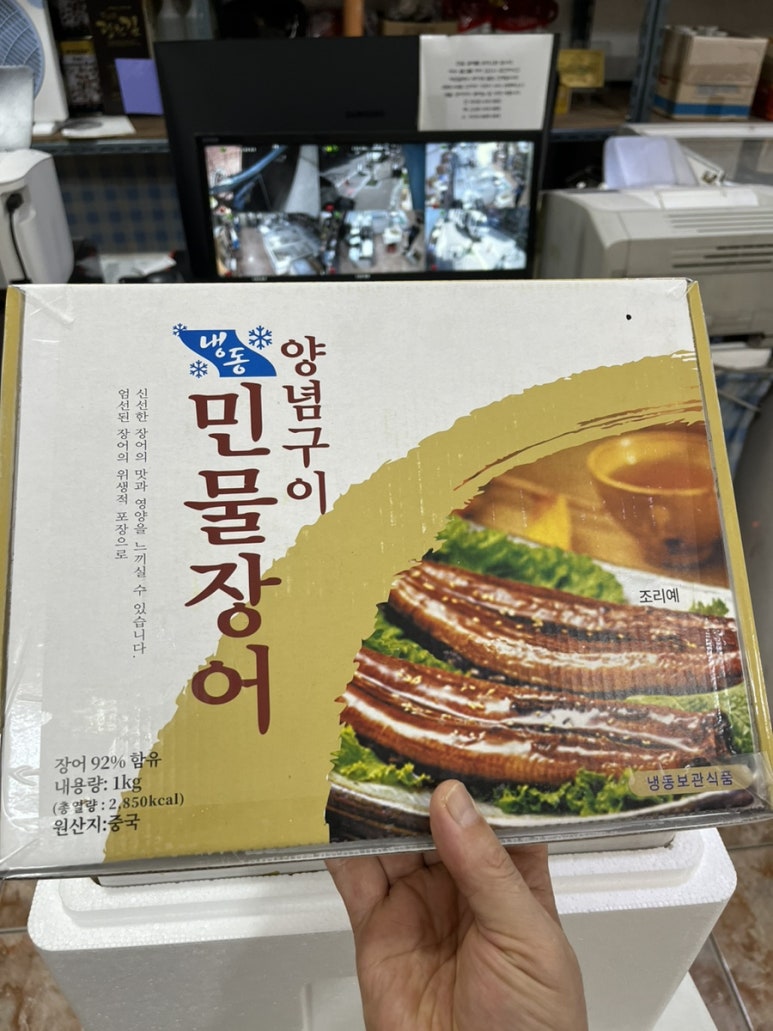 냉동
양념구이
민물장어
신선한 장어의 맛과 영양을 느끼실 수 있습니다.
엄선된 장어의 위생적 포장으로
조리예
장어 92% 함유
내용량: 1kg
(총 열량 : 2,850kcal)
원산지:중국
냉동보관식품